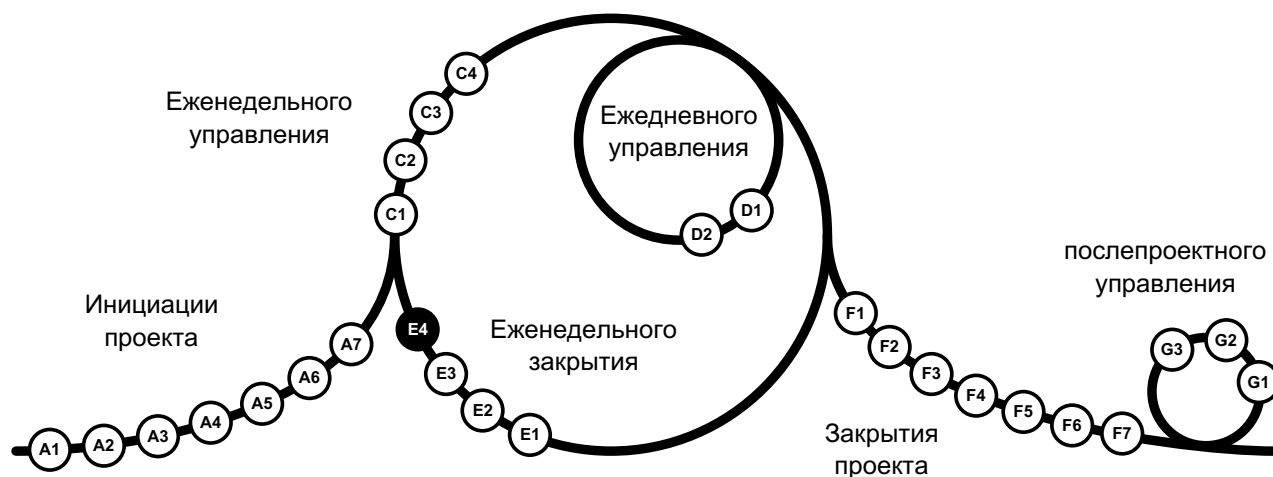 Еженедельного
управления
C4
C3
C2
C1
Ежедневного
управления
D1
D2
Инициации
проекта
A1
A2
A3
A4
A5
A6
A7
E4
E3
E2
E1
Еженедельного
закрытия
F1
F2
F3
F4
F5
F6
F7
Закрытия
проекта
послепроектного
управления
G3
G2
G1